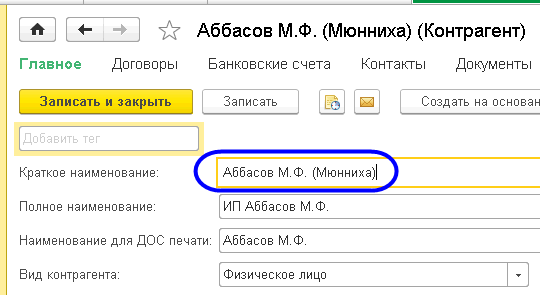 Аббасов М.Ф. (Мюнниха) (Контрагент)
Главное Договоры Банковские счета Контакты Документы
Записать и закрыть Записать Создать на основан
Добавить тег
Краткое наименование: Аббасов М.Ф. (Мюнниха)
Полное наименование: ИП Аббасов М.Ф.
Наименование для ДОС печати: Аббасов М.Ф.
Вид контрагента: Физическое лицо